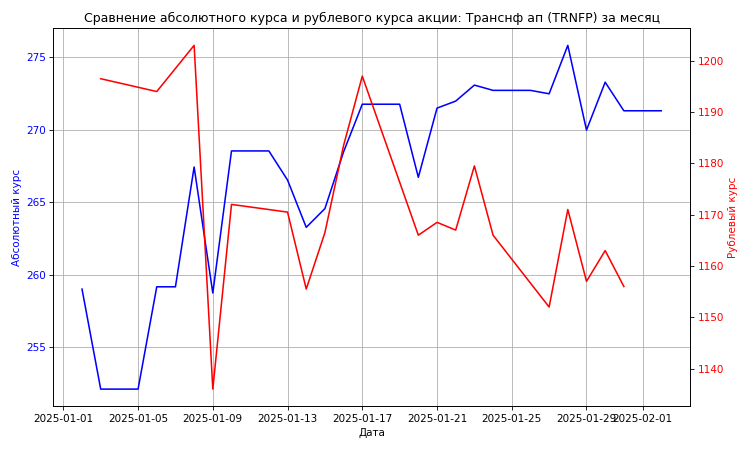 Сравнение абсолютного курса и рублевого курса акции: Транснф ап (TRNFP) за месяц
275
270
265
260
255
Абсолютный курс
1200
1190
1180
1170
1160
1150
1140
Рублевый курс
2025-01-01 2025-01-05 2025-01-09 2025-01-13 2025-01-17 2025-01-21 2025-01-25 2025-01-29 2025-02-01
Дата